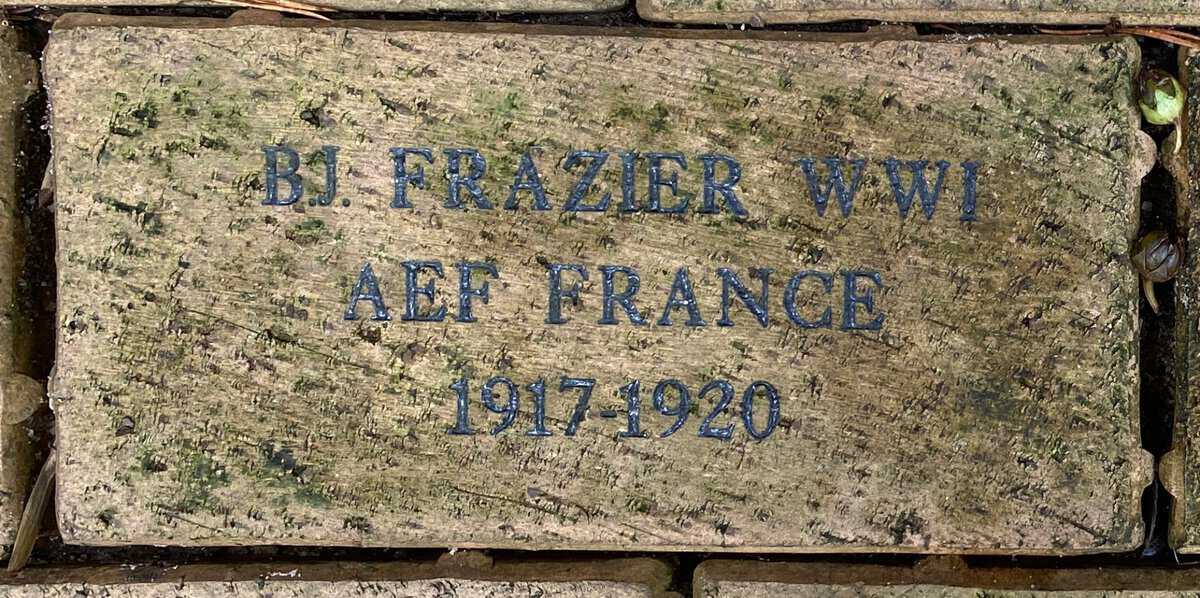 B.J. FRAZIER WWI
AEF FRANCE
1917-1920